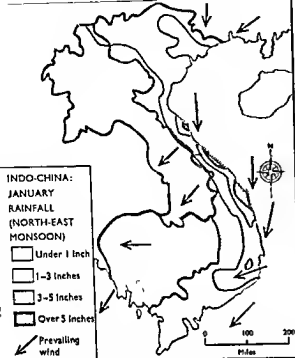 INDO-CHINA:
JANUARY
RAINFALL
(NORTH-EAST
MONSOON)
Under 1 Inch
1-3 Inches
3-5 Inches
Over 5 Inches
Prevailing
wind
N
0 100 200
Miles